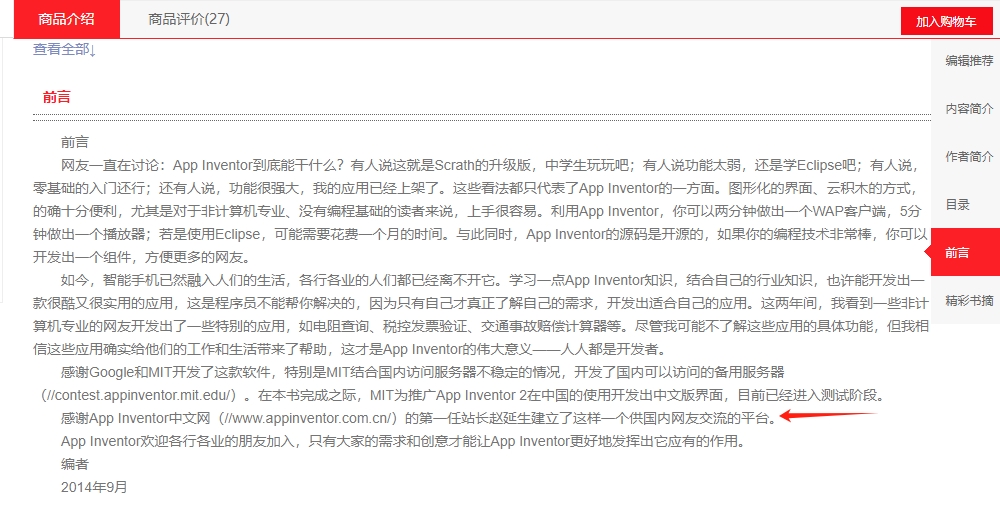 商品介绍
商品评价(27)
加入购物车
查看全部↓
编辑推荐
内容简介
作者简介
目录
前言
精彩书摘
前言
前言
网友一直在讨论：App Inventor到底能干什么？有人说这就是Scrath的升级版，中学生玩玩吧；有人说功能太弱，还是学Eclipse吧；有人说，
零基础的入门还行；还有人说，功能很强大，我的应用已经上架了。这些看法都只代表了App Inventor的一方面。图形化的界面、云积木的方式，
的确十分便利，尤其是对于非计算机专业、没有编程基础的读者来说，上手很容易。利用App Inventor，你可以两分钟做出一个WAP客户端，5分
钟做出一个播放器；若是使用Eclipse，可能需要花费一个月的时间。与此同时，App Inventor的源码是开源的，如果你的编程技术非常棒，你可以
开发出一个组件，方便更多的网友。
如今，智能手机已然融入人们的生活，各行各业的人们都已经离不开它。学习一点App Inventor知识，结合自己的行业知识，也许能开发出一
款很酷又很实用的应用，这是程序员不能帮你解决的，因为只有自己才真正了解自己的需求，开发出适合自己的应用。这两年间，我看到一些非计
算机专业的网友开发出了一些特别的应用，如电阻查询、税控发票验证、交通事故赔偿计算器等。尽管我可能不了解这些应用的具体功能，但我相
信这些应用确实给他们的工作和生活带来了帮助，这才是App Inventor的伟大意义——人人都是开发者。
感谢Google和MIT开发了这款软件，特别是MIT结合国内访问服务器不稳定的情况，开发了国内可以访问的备用服务器
（//contest.appinventor.mit.edu/）。在本书完成之际，MIT为推广App Inventor 2在中国的使用开发出中文版界面，目前已经进入测试阶段。
感谢App Inventor中文网（//www.appinventor.com.cn/）的第一任站长赵延生建立了这样一个供国内网友交流的平台。
App Inventor欢迎各行各业的朋友加入，只有大家的需求和创意才能让App Inventor更好地发挥出它应有的作用。
编者
2014年9月